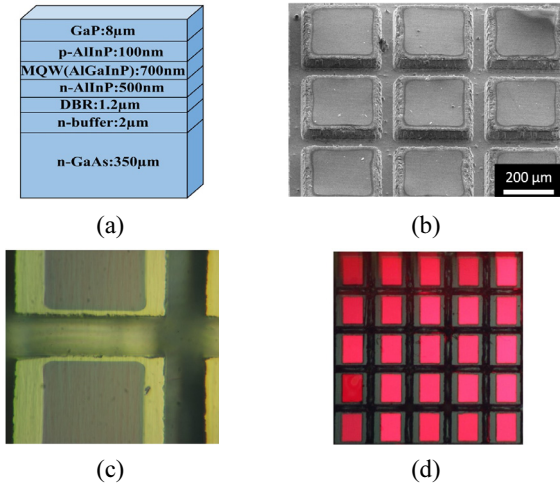 GaP:8μm
p-AlInP:100nm
MQW(AlGaInP):700nm
n-AlInP:500nm
DBR:1.2μm
n-buffer:2μm
n-GaAs:350μm
(a)
200 μm
(b)
(c)
(d)